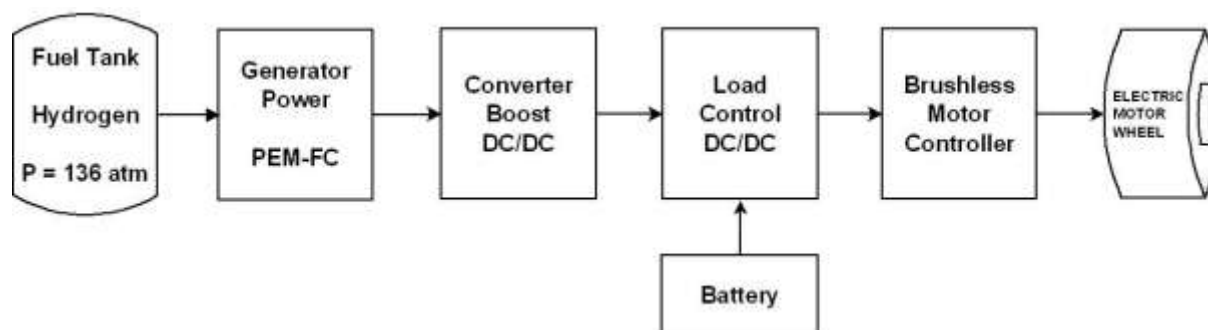 Fuel Tank
Hydrogen
P = 136 atm
Generator
Power
PEM-FC
Converter
Boost
DC/DC
Load
Control
DC/DC
Brushless
Motor
Controller
ELECTRIC
MOTOR
WHEEL
Battery